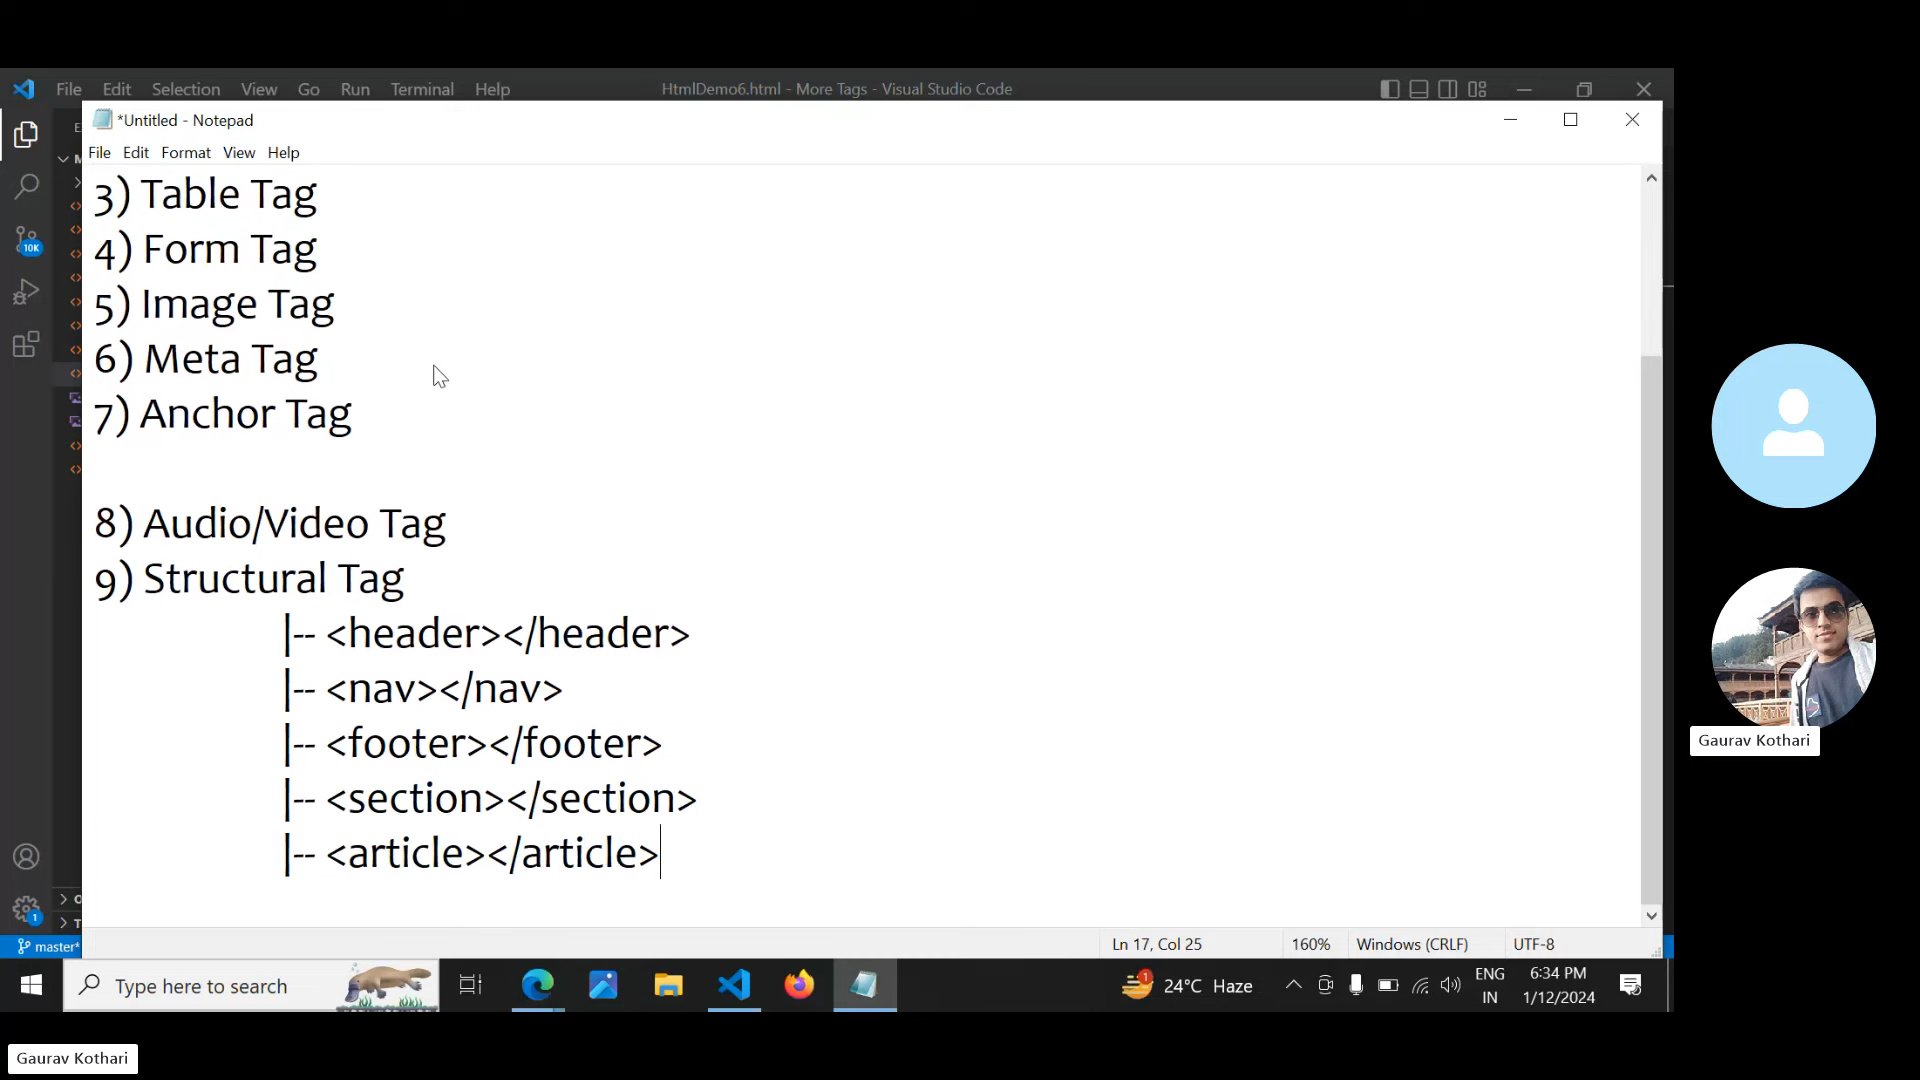 File Edit Selection View Go Run Terminal Help HtmlDemo6.html - More Tags - Visual Studio Code
*Untitled - Notepad
File Edit Format View Help
3) Table Tag
4) Form Tag
5) Image Tag
6) Meta Tag
7) Anchor Tag
8) Audio/Video Tag
9) Structural Tag
|-- <header></header>
|-- <nav></nav>
|-- <footer></footer>
|-- <section></section>
|-- <article></article>
10K
1
master*
Ln 17, Col 25 160% Windows (CRLF) UTF-8
Type here to search
1
24°C Haze
ENG
IN
6:34 PM
1/12/2024
Gaurav Kothari
Gaurav Kothari